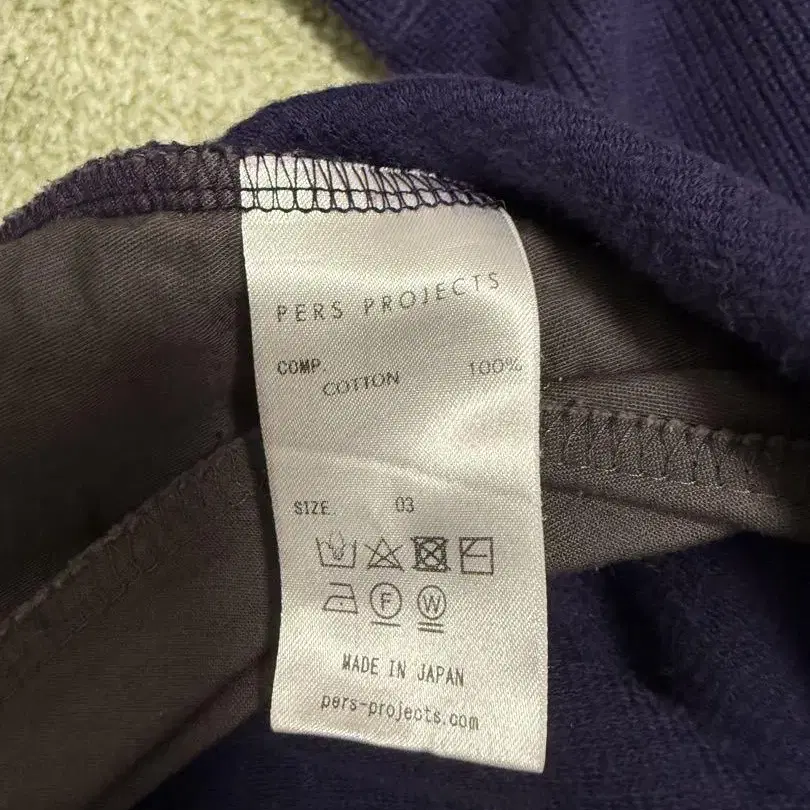 PERS PROJECTS
COMP.
COTTON 100%
SIZE 03
F W
MADE IN JAPAN
pers-projects.com